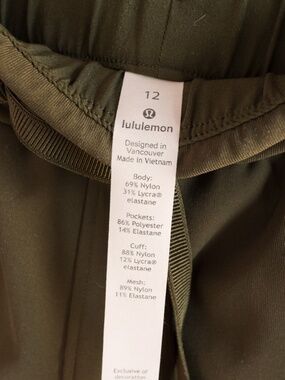 12
lululemon
Designed in
Vancouver
Made in Vietnam
Body:
69% Nylon
31% Lycra®
elastane
Pockets:
86% Polyester
14% Elastane
Cuff:
88% Nylon
12% Lycra®
elastane
Mesh:
89% Nylon
11% Elastane
Exclusive of
decoration